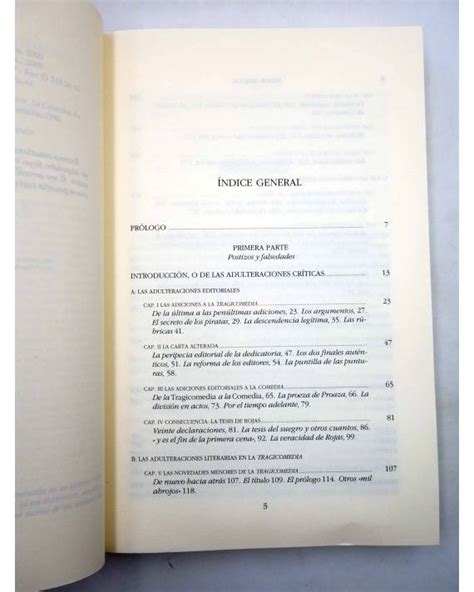 ÍNDICE GENERAL
PRÓLOGO 7
PRIMERA PARTE
Postizos y falsedades
INTRODUCCIÓN, O DE LAS ADULTERACIONES CRÍTICAS 13
A: LAS ADULTERACIONES EDITORIALES
CAP. I LAS ADICIONES A LA TRAGICOMEDIA 23
De la última a las penúltimas adiciones, 23. Los argumentos, 27.
El secreto de los piratas, 29. La descendencia legítima, 35. Las rú-
bricas 41.
CAP. II LA CARTA ALTERADA 47
La peripecia editorial de la dedicatoria, 47. Los dos finales autén-
ticos, 51. La reforma de los editores, 54. La puntilla de las punt-
tas, 58.
CAP. III LAS ADICIONES EDITORIALES A LA COMEDIA 65
De la Tragicomedia a la Comedia, 65. La proeza de Proaza, 66. La
división en actos, 73. Por el tiempo adelante, 79.
CAP. IV CONSECUENCIA: LA TESIS DE ROJAS 81
Veinte declaraciones, 81. La tesis del suegro y otros cuantos, 86.
«y es el fin de la primera cena», 92. La veracidad de Rojas, 99.
B: LAS ADULTERACIONES LITERARIAS EN LA TRAGICOMEDIA
CAP. V LAS NOVEDADES MENORES DE LA TRAGICOMEDIA 107
De nuevo hacia atrás 107. El título 109. El prólogo 114. Otros «mil
abrojos» 118.
5